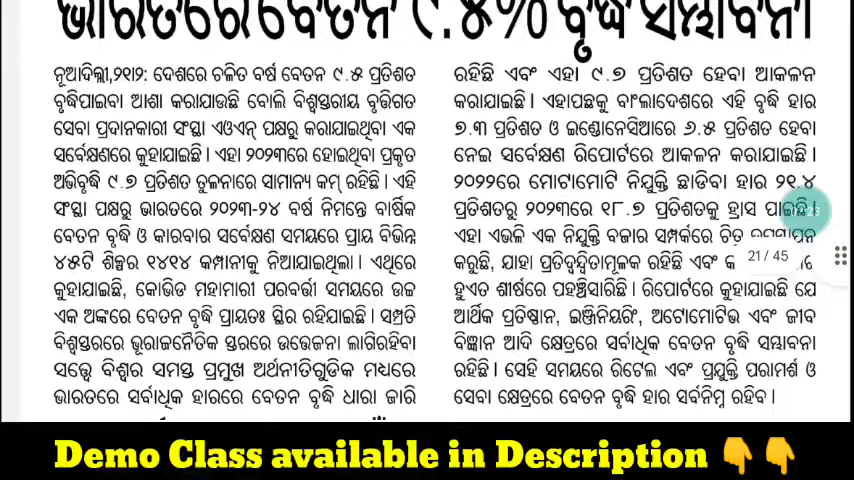 ଭାରତରେ ବେତନ ୯.୫% ବୃଦ୍ଧି ସମ୍ଭାବନା
ନୂଆଦିଲ୍ଲୀ,୨୧।୨: ଦେଶରେ ଚଳିତ ବର୍ଷ ବେତନ ୯.୫ ପ୍ରତିଶତ
ବୃଦ୍ଧିପାଇବା ଆଶା କରାଯାଉଛି ବୋଲି ବିଶ୍ୱସ୍ତରୀୟ ବୃତ୍ତିଗତ
ସେବା ପ୍ରଦାନକାରୀ ସଂସ୍ଥା ଏଓଏନ୍ ପକ୍ଷରୁ କରାଯାଇଥିବା ଏକ
ସର୍ବେକ୍ଷଣରେ କୁହାଯାଇଛି । ଏହା ୨୦୨୩ରେ ହୋଇଥିବା ପ୍ରକୃତ
ଅଭିବୃଦ୍ଧି ୯.୭ ପ୍ରତିଶତ ତୁଳନାରେ ସାମାନ୍ୟ କମ୍ ରହିଛି । ଏହି
ସଂସ୍ଥା ପକ୍ଷରୁ ଭାରତରେ ୨୦୨୩-୨୪ ବର୍ଷ ନିମନ୍ତେ ବାର୍ଷିକ
ବେତନ ବୃଦ୍ଧି ଓ କାରବାର ସର୍ବେକ୍ଷଣ ସମୟରେ ପ୍ରାୟ ବିଭିନ୍ନ
୪୫ଟି ଶିଳ୍ପର ୧୪୧୪ କମ୍ପାନୀକୁ ନିଆଯାଇଥିଲା । ଏଥିରେ
କୁହାଯାଇଛି, କୋଭିଡ ମହାମାରୀ ପରବର୍ତ୍ତୀ ସମୟରେ ଉଚ୍ଚ
ଏକ ଅଙ୍କରେ ବେତନ ବୃଦ୍ଧି ପ୍ରାୟତଃ ସ୍ଥିର ରହିଯାଇଛି । ସମ୍ପ୍ରତି
ବିଶ୍ୱସ୍ତରରେ ଭୂରାଜନୈତିକ ସ୍ତରରେ ଉତ୍ତେଜନା ଲାଗିରହିବା
ସତ୍ତ୍ୱେ ବିଶ୍ୱର ସମସ୍ତ ପ୍ରମୁଖ ଅର୍ଥନୀତିଗୁଡିକ ମଧ୍ୟରେ
ଭାରତରେ ସର୍ବାଧିକ ହାରରେ ବେତନ ବୃଦ୍ଧି ଧାରା ଜାରି
ରହିଛି ଏବଂ ଏହା ୯.୭ ପ୍ରତିଶତ ହେବା ଆକଳନ
କରାଯାଇଛି । ଏହାପଛକୁ ବାଂଲାଦେଶରେ ଏହି ବୃଦ୍ଧି ହାର
୭.୩ ପ୍ରତିଶତ ଓ ଇଣ୍ଡୋନେସିଆରେ ୬.୫ ପ୍ରତିଶତ ହେବା
ନେଇ ସର୍ବେକ୍ଷଣ ରିପୋର୍ଟରେ ଆକଳନ କରାଯାଇଛି ।
୨୦୨୨ରେ ମୋଟାମୋଟି ନିଯୁକ୍ତି ଛାଡିବା ହାର ୨୧.୪
ପ୍ରତିଶତରୁ ୨୦୨୩ରେ ୧୮.୭ ପ୍ରତିଶତକୁ ହ୍ରାସ ପାଇଛି ।
ଏହା ଏଭଳି ଏକ ନିଯୁକ୍ତି ବଜାର ସମ୍ପର୍କରେ ଚିତ୍ର
21 / 45
କରୁଛି, ଯାହା ପ୍ରତିଦ୍ୱନ୍ଦ୍ୱିତାମୂଳକ ରହିଛି ଏବଂ
ହୁଏତ ଶୀର୍ଷରେ ପହଞ୍ଚିସାରିଛି । ରିପୋର୍ଟରେ କୁହାଯାଇଛି ଯେ
ଆର୍ଥିକ ପ୍ରତିଷ୍ଠାନ, ଇଞ୍ଜିନିୟରିଂ, ଅଟୋମୋଟିଭ ଏବଂ ଜୀବ
ବିଜ୍ଞାନ ଆଦି କ୍ଷେତ୍ରରେ ସର୍ବାଧିକ ବେତନ ବୃଦ୍ଧି ସମ୍ଭାବନା
ରହିଛି । ସେହି ସମୟରେ ରିଟେଲ ଏବଂ ପ୍ରଯୁକ୍ତି ପରାମର୍ଶ ଓ
ସେବା କ୍ଷେତ୍ରରେ ବେତନ ବୃଦ୍ଧି ହାର ସର୍ବନିମ୍ନ ରହିବ ।
Demo Class available in Description 👇👇